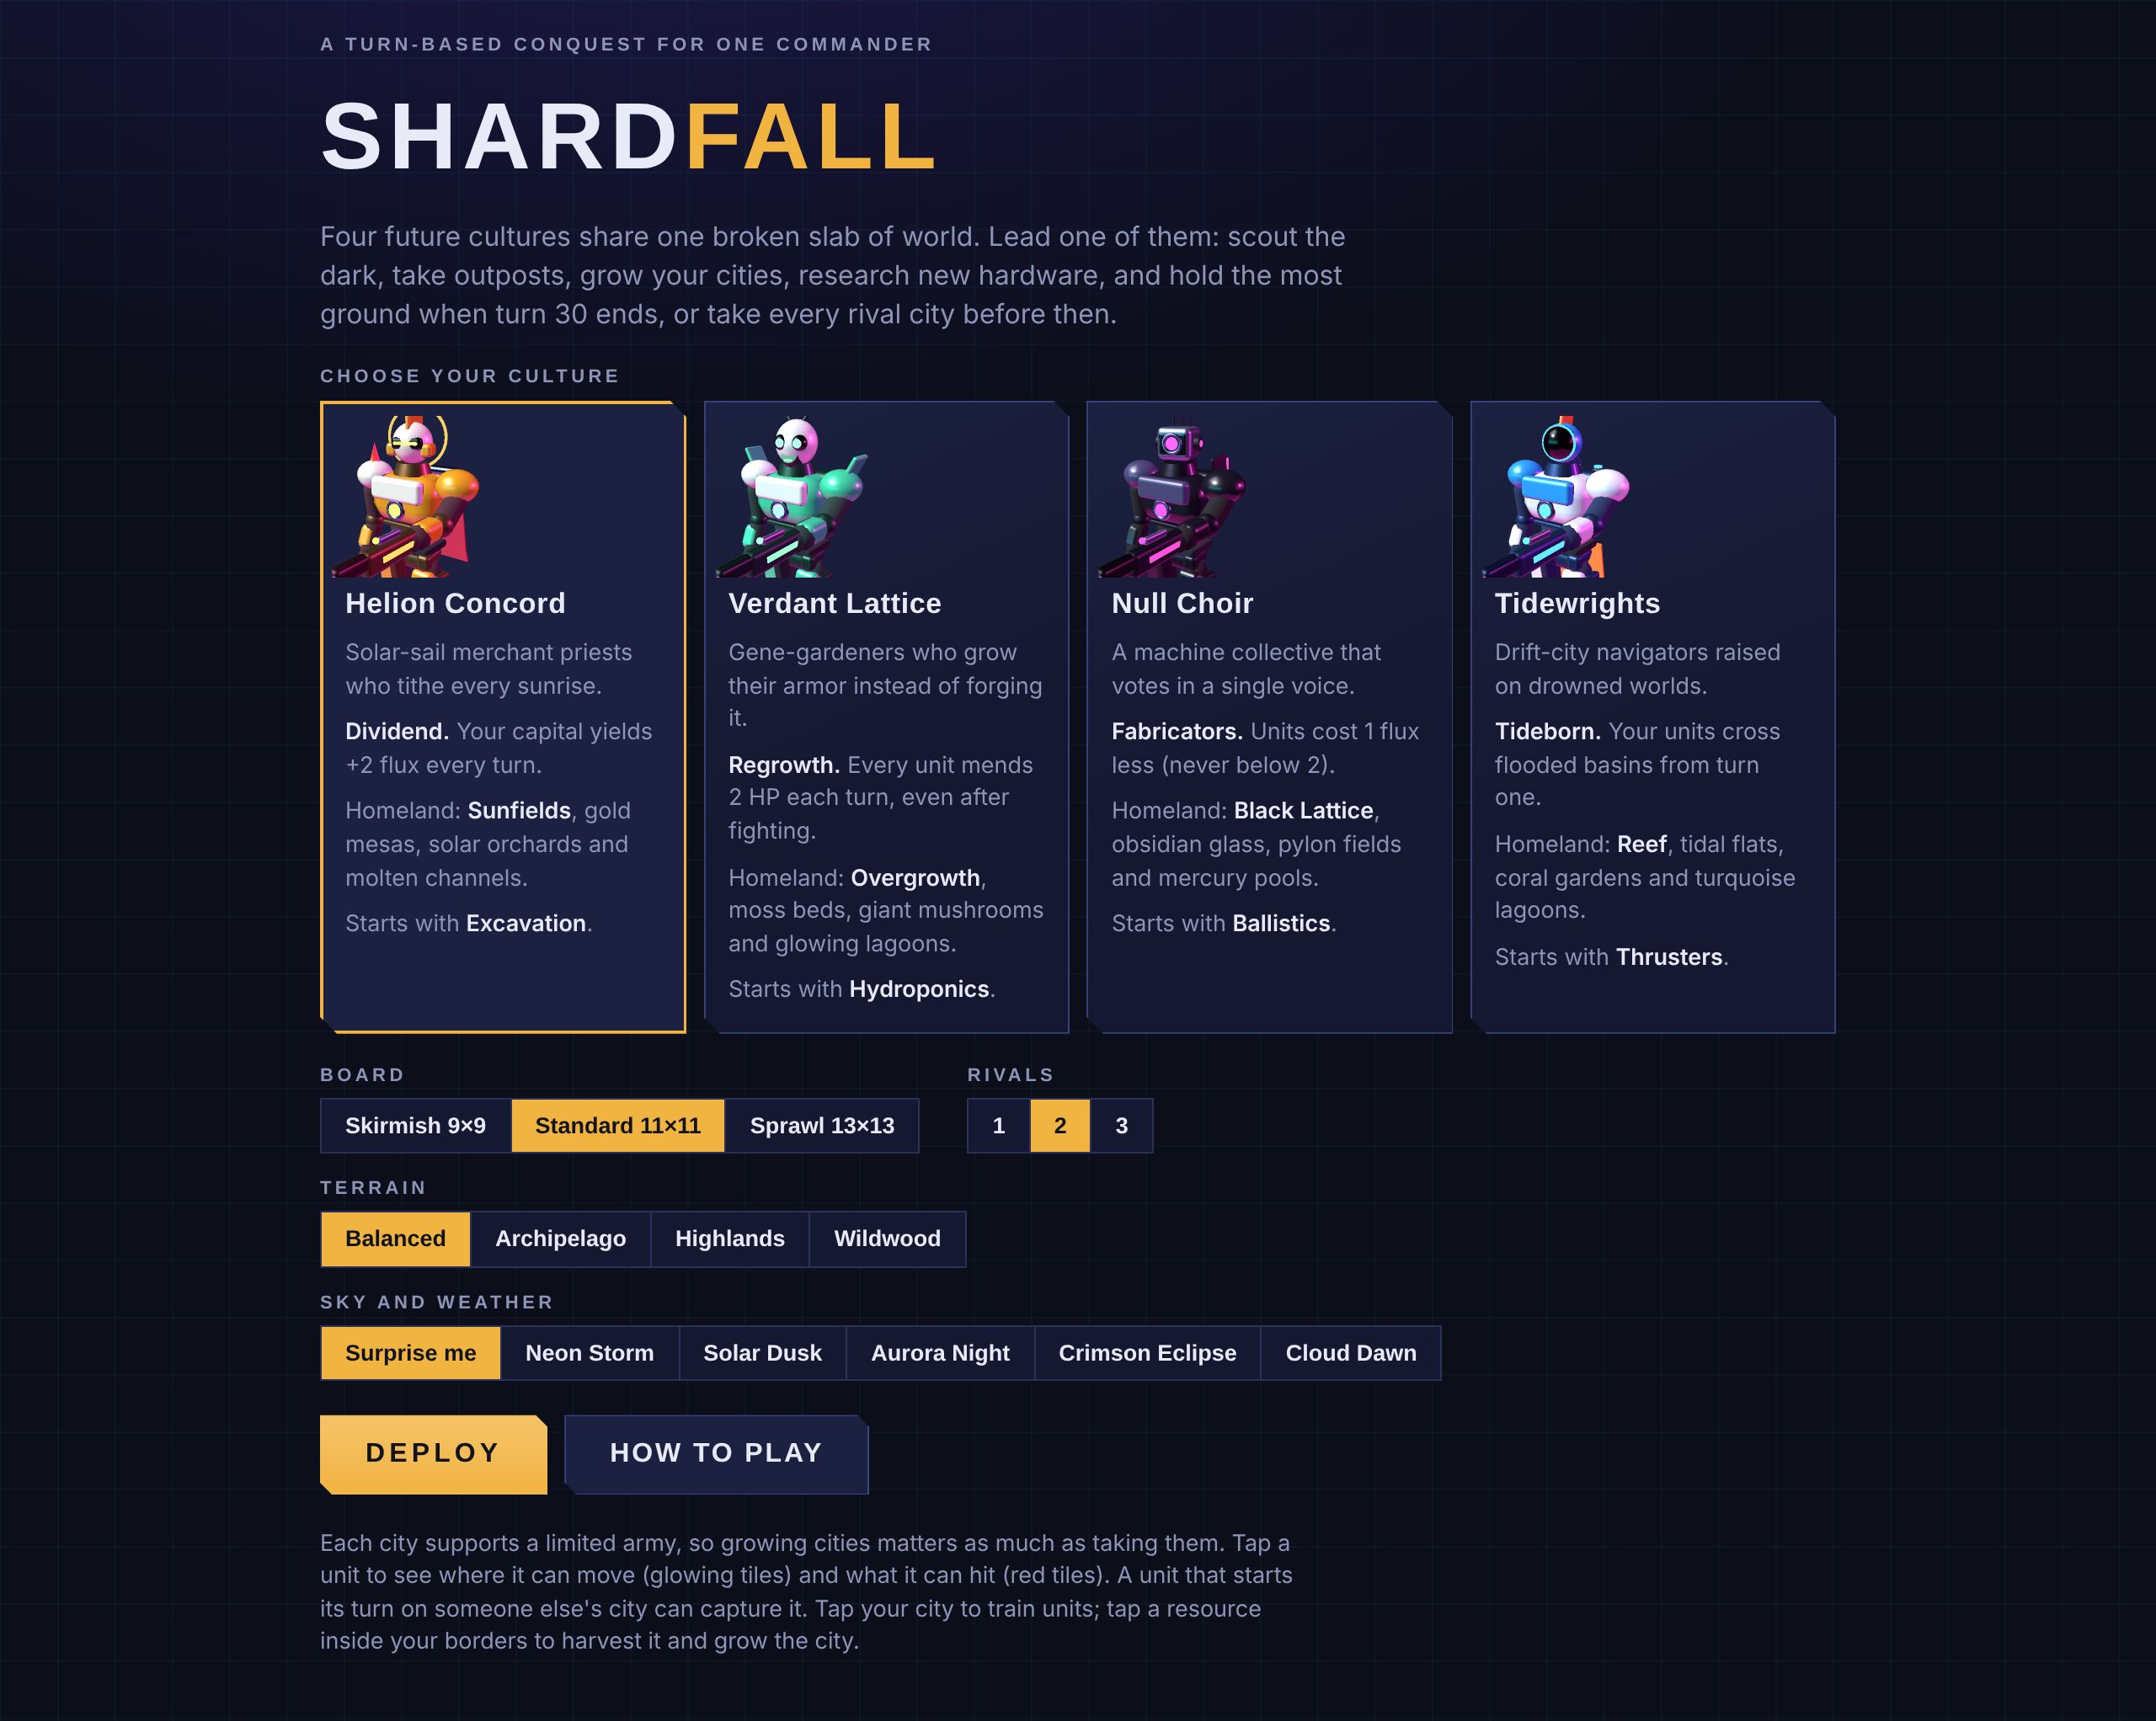 A TURN-BASED CONQUEST FOR ONE COMMANDER
SHARDFALL
Four future cultures share one broken slab of world. Lead one of them: scout the
dark, take outposts, grow your cities, research new hardware, and hold the most
ground when turn 30 ends, or take every rival city before then.
CHOOSE YOUR CULTURE
Helion Concord
Solar-sail merchant priests
who tithe every sunrise.
Dividend. Your capital yields
+2 flux every turn.
Homeland: Sunfields, gold
mesas, solar orchards and
molten channels.
Starts with Excavation.
Verdant Lattice
Gene-gardeners who grow
their armor instead of forging
it.
Regrowth. Every unit mends
2 HP each turn, even after
fighting.
Homeland: Overgrowth,
moss beds, giant mushrooms
and glowing lagoons.
Starts with Hydroponics.
Null Choir
A machine collective that
votes in a single voice.
Fabricators. Units cost 1 flux
less (never below 2).
Homeland: Black Lattice,
obsidian glass, pylon fields
and mercury pools.
Starts with Ballistics.
Tidewrights
Drift-city navigators raised
on drowned worlds.
Tideborn. Your units cross
flooded basins from turn
one.
Homeland: Reef, tidal flats,
coral gardens and turquoise
lagoons.
Starts with Thrusters.
BOARD
Skirmish 9×9 Standard 11×11 Sprawl 13×13
RIVALS
1 2 3
TERRAIN
Balanced Archipelago Highlands Wildwood
SKY AND WEATHER
Surprise me Neon Storm Solar Dusk Aurora Night Crimson Eclipse Cloud Dawn
DEPLOY HOW TO PLAY
Each city supports a limited army, so growing cities matters as much as taking them. Tap a
unit to see where it can move (glowing tiles) and what it can hit (red tiles). A unit that starts
its turn on someone else's city can capture it. Tap your city to train units; tap a resource
inside your borders to harvest it and grow the city.